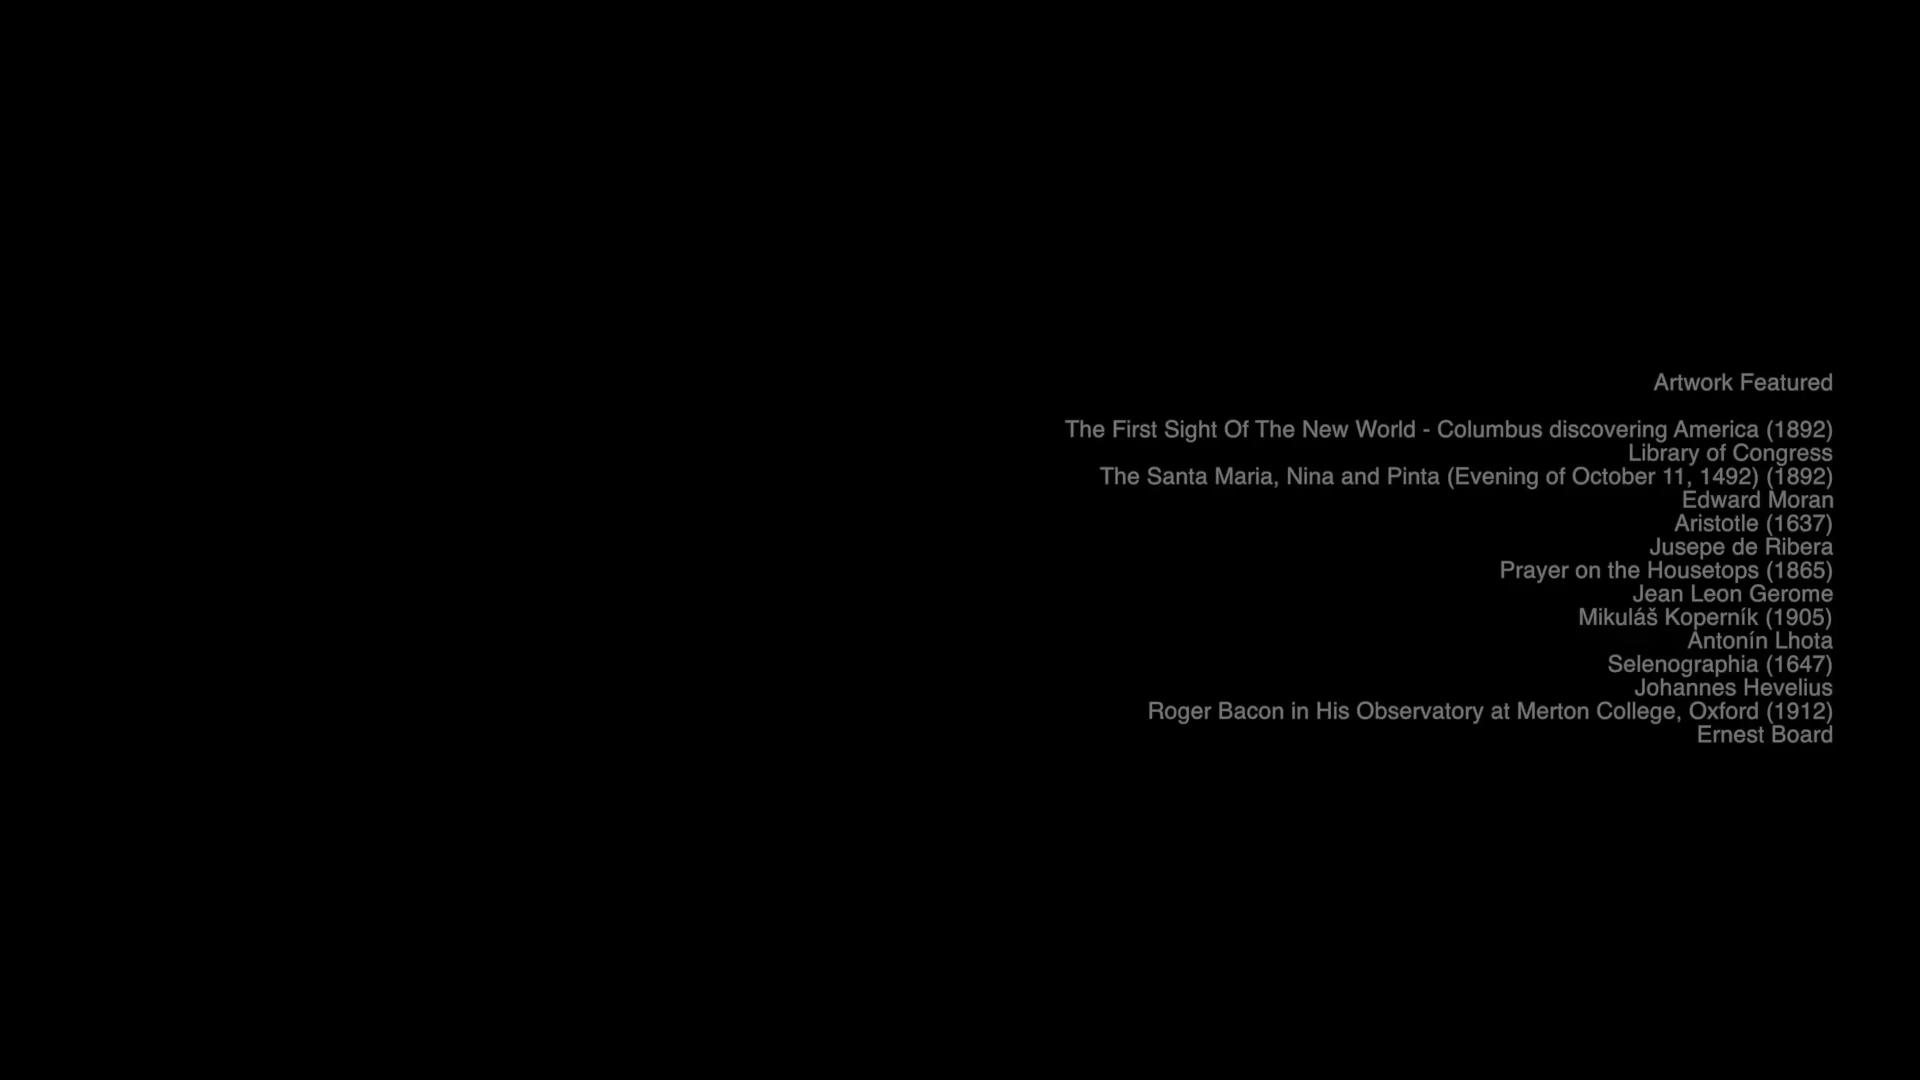 Artwork Featured
The First Sight Of The New World - Columbus discovering America (1892)
Library of Congress
The Santa Maria, Nina and Pinta (Evening of October 11, 1492) (1892)
Edward Moran
Aristotle (1637)
Jusepe de Ribera
Prayer on the Housetops (1865)
Jean Leon Gerome
Mikuláš Koperník (1905)
Antonín Lhota
Selenographia (1647)
Johannes Hevelius
Roger Bacon in His Observatory at Merton College, Oxford (1912)
Ernest Board